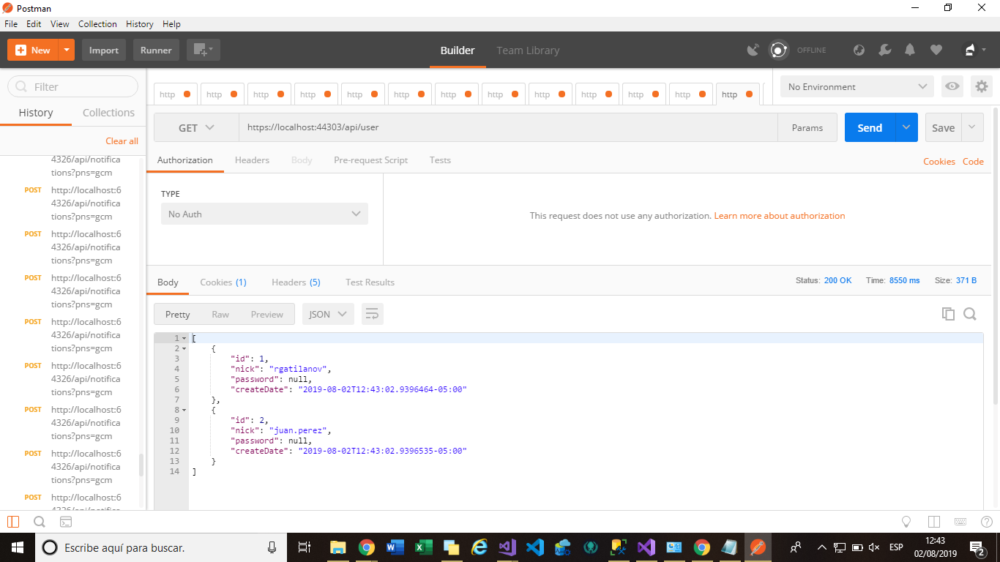 Postman
File Edit View Collection History Help
New Import Runner Builder Team Library OFFLINE
Filter
History Collections
Clear all
4326/api/notifica
tions?pns=gcm
POST http://localhost:6
4326/api/notifica
tions?pns=gcm
POST http://localhost:6
4326/api/notifica
tions?pns=gcm
POST http://localhost:6
4326/api/notifica
tions?pns=gcm
POST http://localhost:6
4326/api/notifica
tions?pns=gcm
POST http://localhost:6
4326/api/notifica
tions?pns=gcm
POST http://localhost:6
4326/api/notifica
tions?pns=gcm
POST http://localhost:6
4326/api/notifica
tions?pns=gcm
POST http://localhost:6
4326/api/notifica
http http http http http http http http http http http http http
No Environment
GET https://localhost:44303/api/user Params Send Save
Authorization Headers Body Pre-request Script Tests Cookies Code
TYPE
No Auth
This request does not use any authorization. Learn more about authorization
Body Cookies (1) Headers (5) Test Results Status: 200 OK Time: 8550 ms Size: 371 B
Pretty Raw Preview JSON
1 [
2 {
3 "id": 1,
4 "nick": "rgatilanov",
5 "password": null,
6 "createDate": "2019-08-02T12:43:02.9396464-05:00"
7 },
8 {
9 "id": 2,
10 "nick": "juan.perez",
11 "password": null,
12 "createDate": "2019-08-02T12:43:02.9396535-05:00"
13 }
14 ]
Escribe aquí para buscar.
ESP
12:43
02/08/2019
2